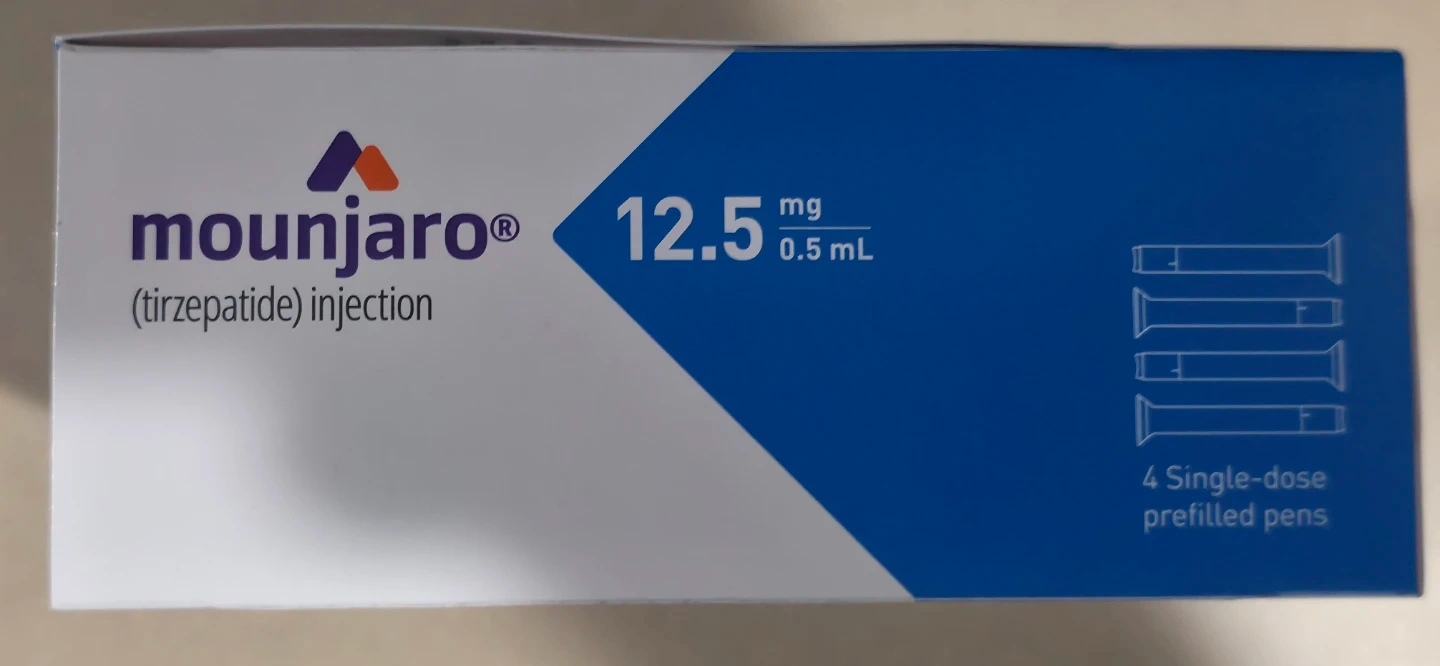 mounjaro®
(tirzepatide) injection
12.5 mg
0.5 mL
4 Single-dose
prefilled pens